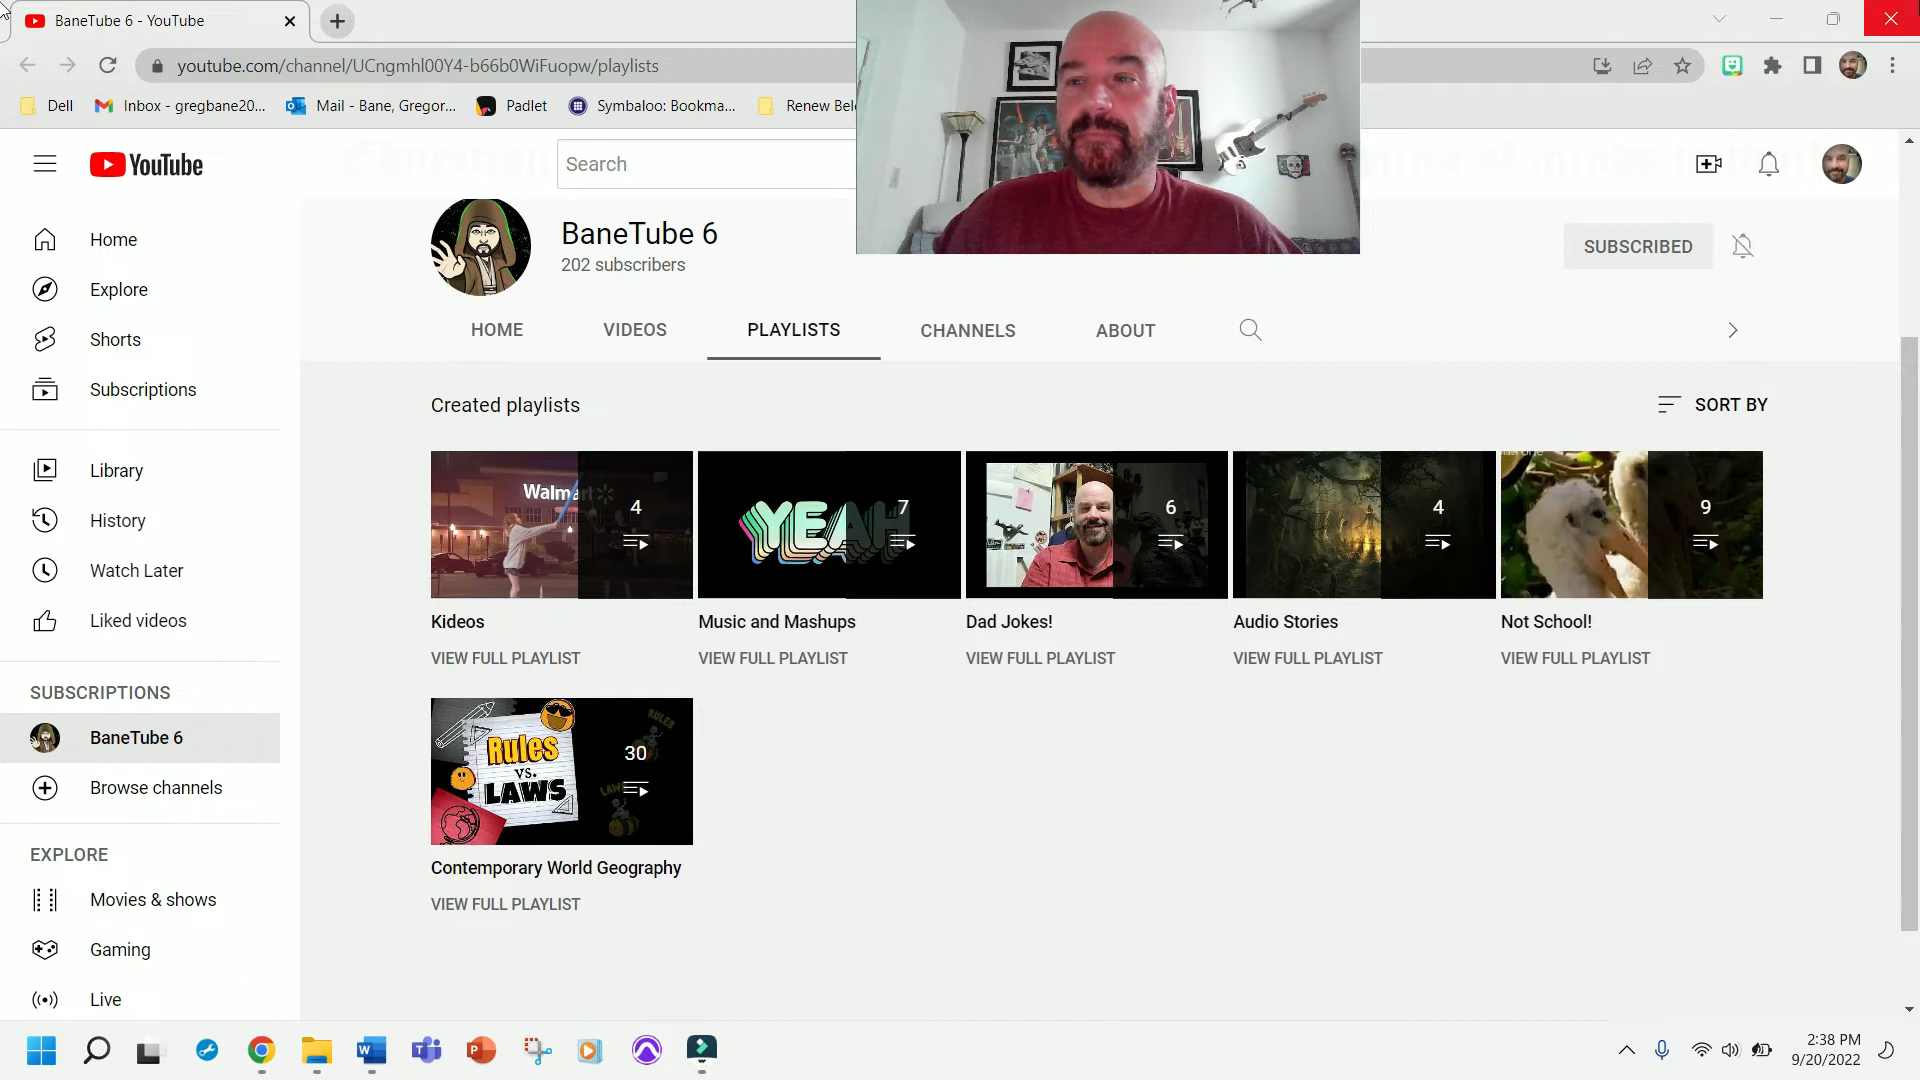 BaneTube 6 - YouTube
youtube.com/channel/UCngmhl00Y4-b66b0WiFuopw/playlists
Dell
Inbox - gregbane20...
Mail - Bane, Gregor...
Padlet
Symbaloo: Bookma...
Renew Bel
YouTube
Search
BaneTube 6
202 subscribers
SUBSCRIBED
HOME
VIDEOS
PLAYLISTS
CHANNELS
ABOUT
Home
Explore
Shorts
Subscriptions
Library
History
Watch Later
Liked videos
SUBSCRIPTIONS
BaneTube 6
Browse channels
EXPLORE
Movies & shows
Gaming
Live
Created playlists
SORT BY
Walmart
4
YEAH
7
6
4
9
Kideos
Music and Mashups
Dad Jokes!
Audio Stories
Not School!
VIEW FULL PLAYLIST
VIEW FULL PLAYLIST
VIEW FULL PLAYLIST
VIEW FULL PLAYLIST
VIEW FULL PLAYLIST
Rules
vs.
LAWS
RULES
LAWS
30
Contemporary World Geography
VIEW FULL PLAYLIST
2:38 PM
9/20/2022